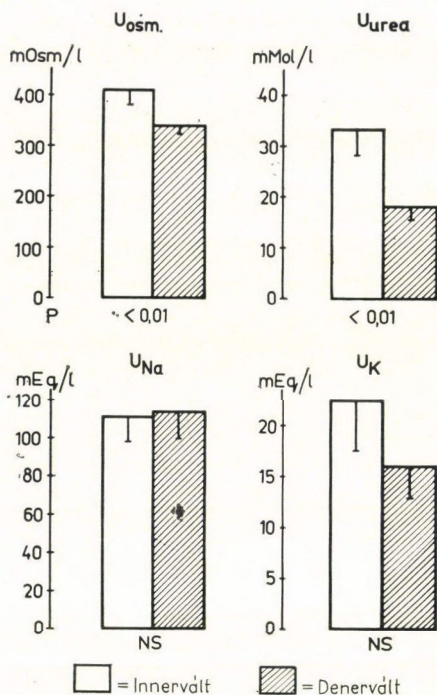 Uosm.
mOsm/l
400
300
200
100
0
P
< 0,01
Uurea
mMol/l
40
30
20
10
0
< 0,01
UNa
mEq/l
120
100
80
60
40
20
0
NS
UK
mEq/l
20
15
10
5
0
NS
= Innervált
= Denervált